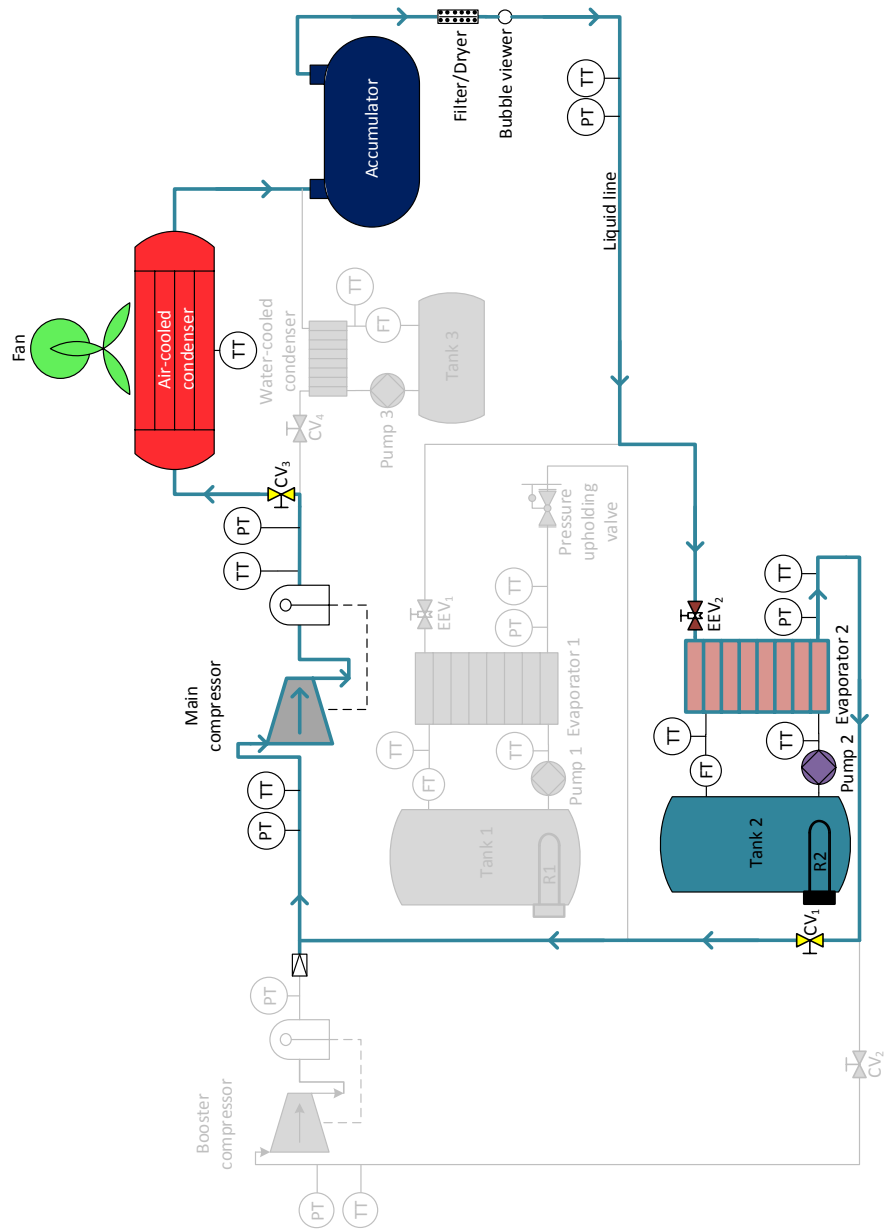 Fan
Air-cooled
condenser
TT
Accumulator
Filter/Dryer
Bubble viewer
PT
TT
Liquid line
Water-cooled
condenser
TT
FT
Tank 3
Pump 3
CV₄
CV₃
PT
TT
Main
compressor
TT
PT
Pressure
upholding
valve
EEV₁
TT
PT
Evaporator 1
TT
FT
TT
Pump 1
Tank 1
R1
EEV₂
TT
PT
Evaporator 2
TT
FT
TT
Pump 2
Tank 2
R2
CV₁
PT
Booster
compressor
PT
TT
CV₂